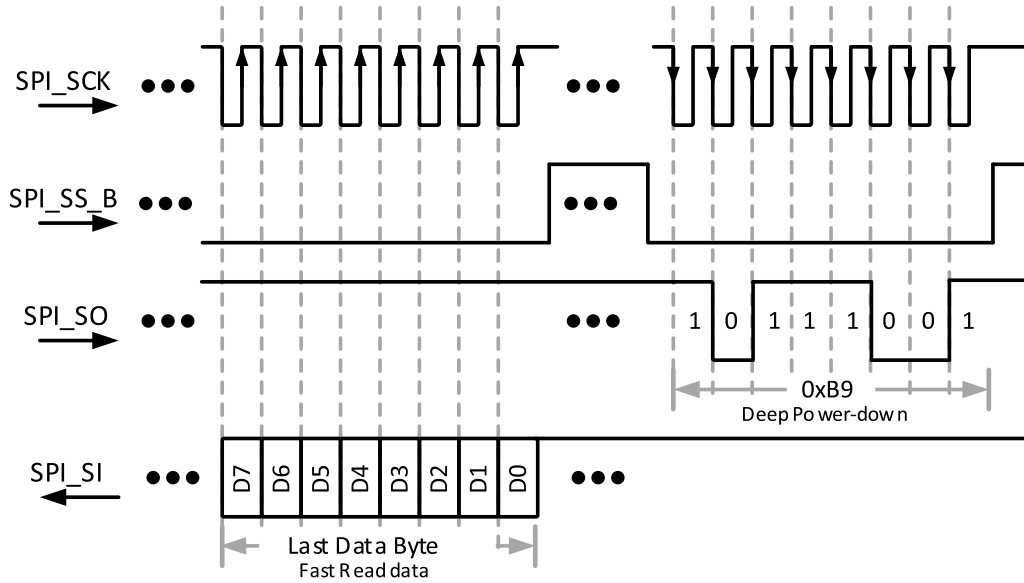 SPI_SCK
SPI_SS_B
SPI_SO
1 0 1 1 1 0 0 1
0xB9
Deep Power-down
SPI_SI
D7 D6 D5 D4 D3 D2 D1 D0
Last Data Byte
Fast Read data